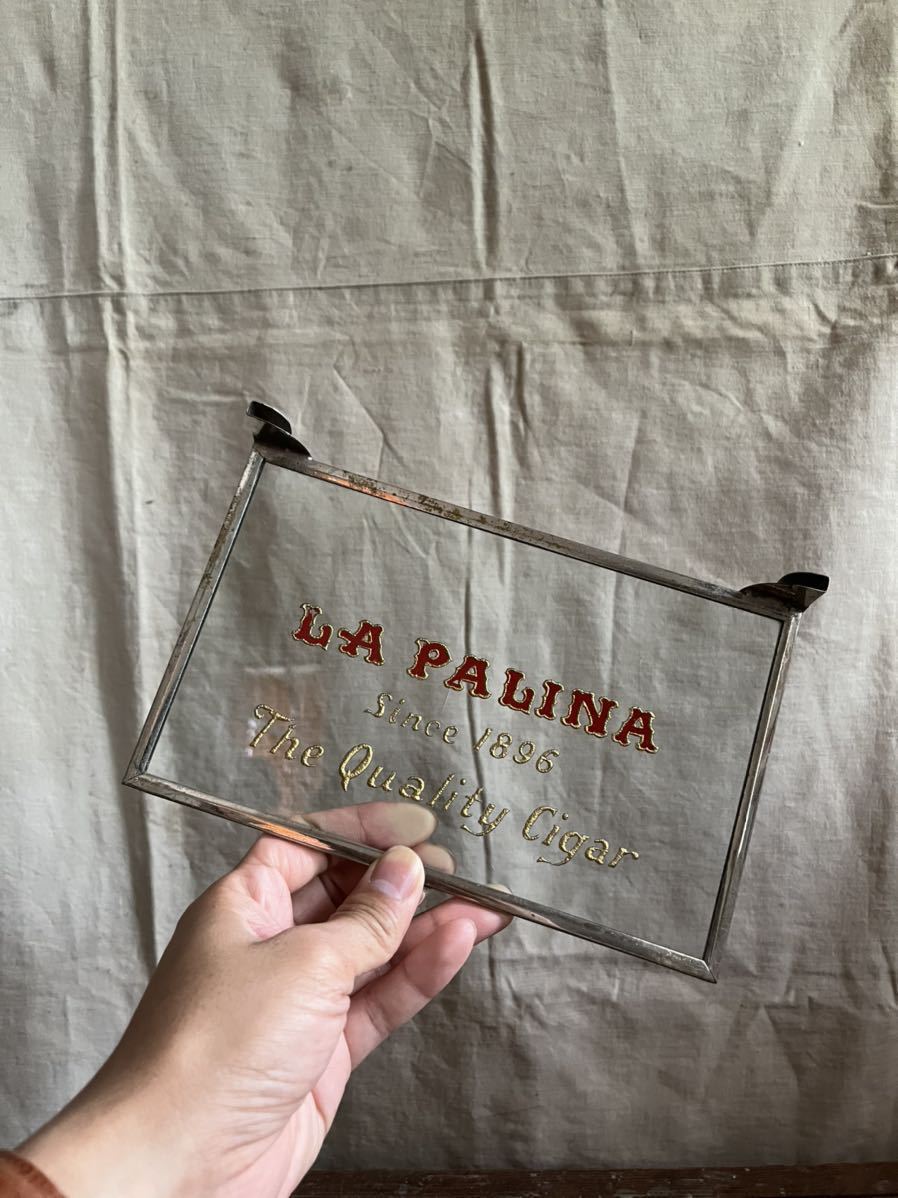 LA PALINA
Since 1896
The Quality Cigar